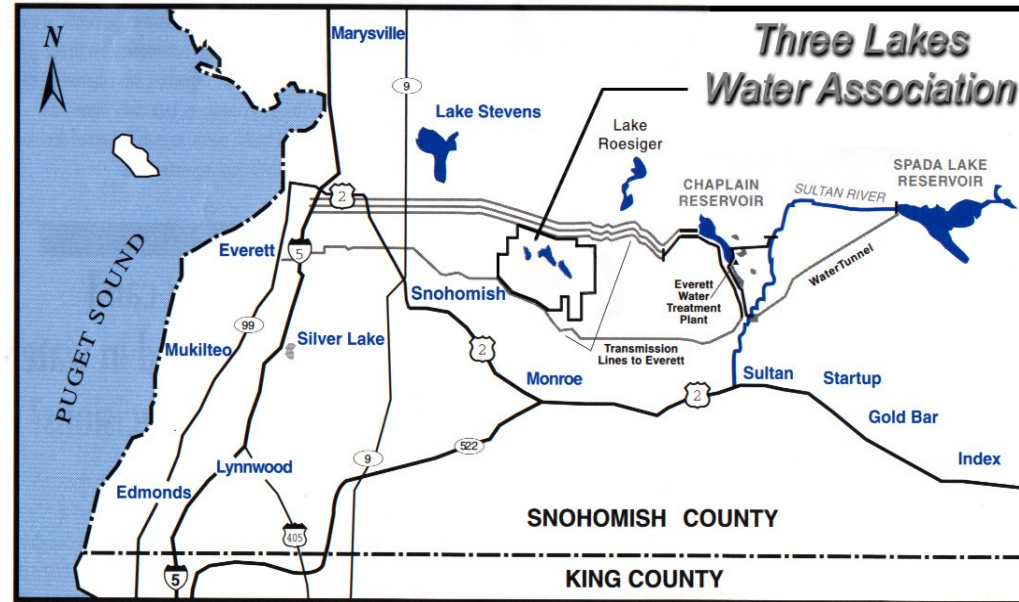 N
Marysville
Three Lakes
Water Association
9
Lake Stevens
Lake
Roesiger
CHAPLAIN
RESERVOIR
SULTAN RIVER
SPADA LAKE
RESERVOIR
2
Everett
5
Snohomish
Everett
Water
Treatment
Plant
WaterTunnel
PUGET SOUND
99
Mukilteo
Silver Lake
2
Transmission
Lines to Everett
Monroe
Sultan
2
Startup
Gold Bar
522
Lynnwood
9
Index
Edmonds
405
SNOHOMISH COUNTY
5
KING COUNTY